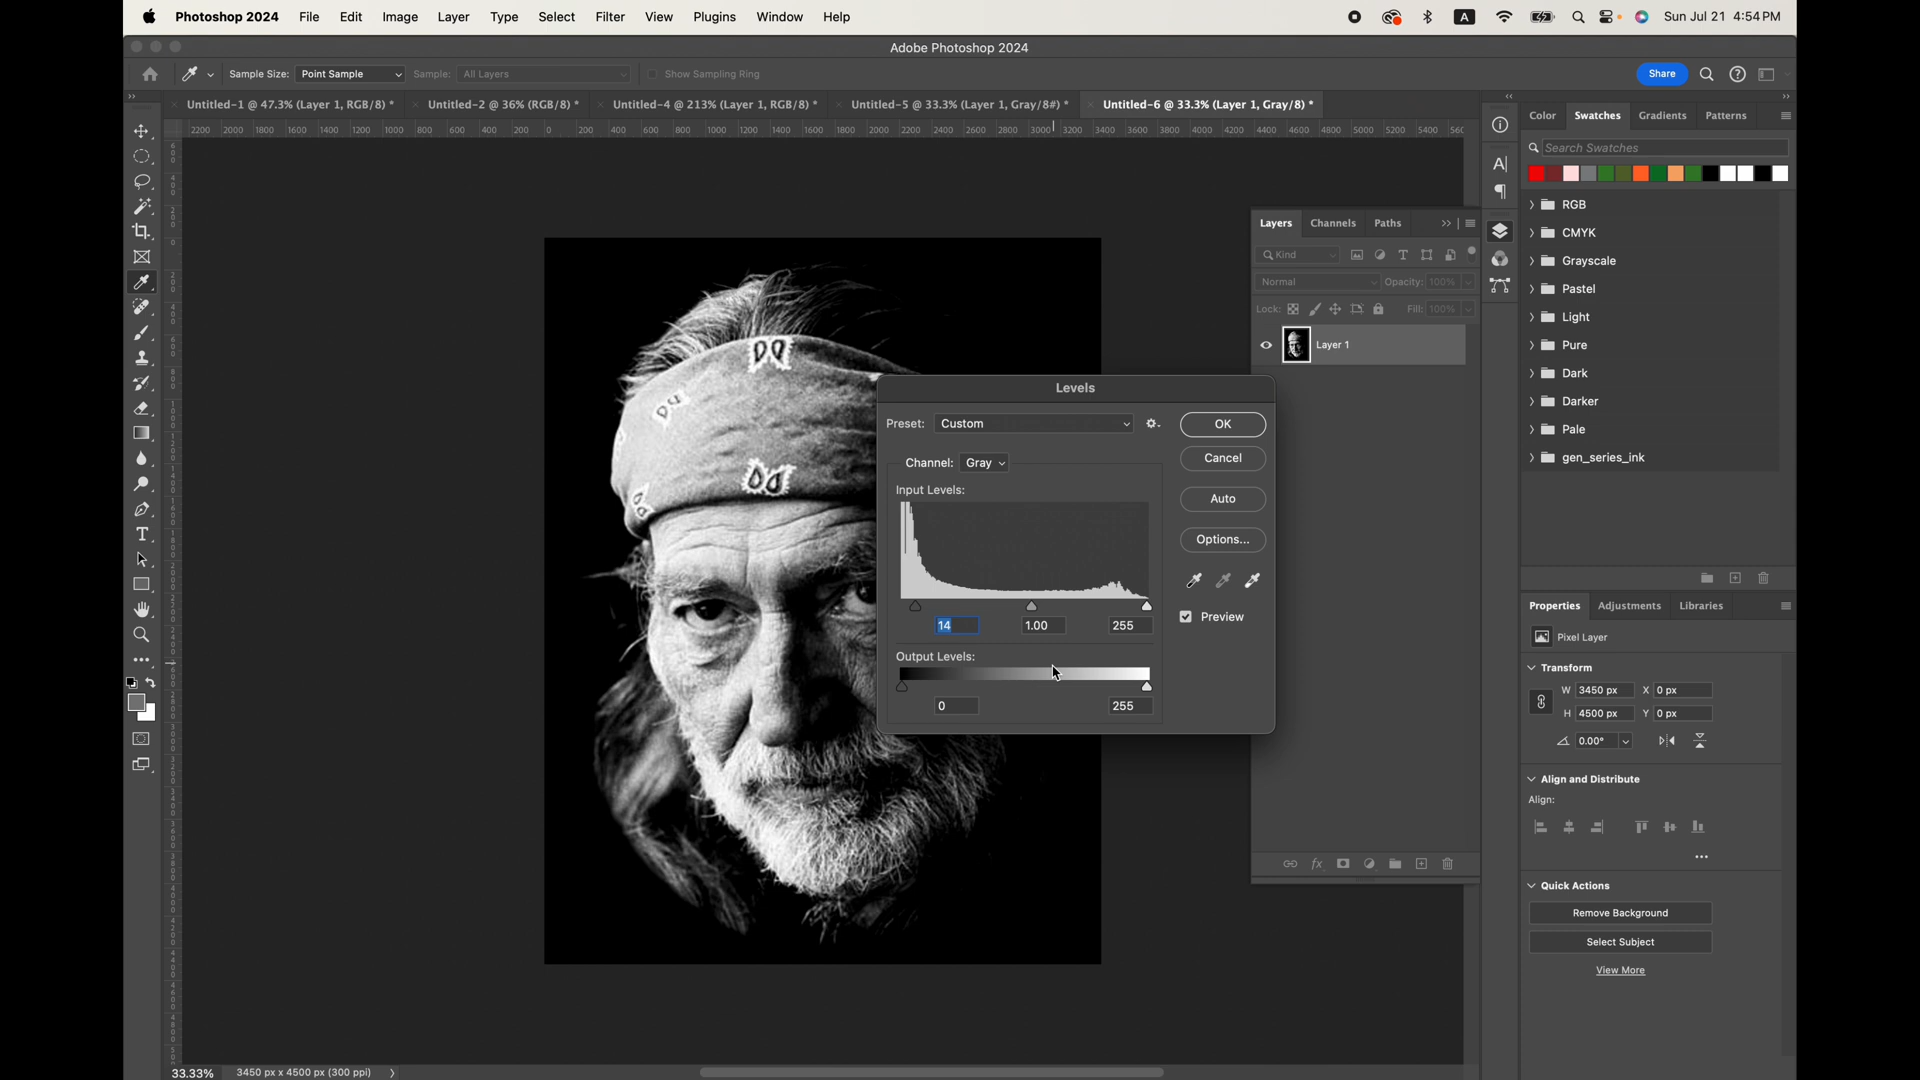 Photoshop 2024 File Edit Image Layer Type Select Filter View Plugins Window Help A Sun Jul 21 4:54 PM
Adobe Photoshop 2024
Sample Size: Point Sample Sample: All Layers Show Sampling Ring Share
Untitled-1 @ 47.3% (Layer 1, RGB/8) * Untitled-2 @ 36% (RGB/8) * Untitled-4 @ 213% (Layer 1, RGB/8) * Untitled-5 @ 33.3% (Layer 1, Gray/8#) * Untitled-6 @ 33.3% (Layer 1, Gray/8) *
2200 2000 1800 1600 1400 1200 1000 800 600 400 200 0 200 400 600 800 1000 1200 1400 1600 1800 2000 2200 2400 2600 2800 3000 3200 3400 3600 3800 4000 4200 4400 4600 4800 5000 5200 5400
Color Swatches Gradients Patterns
Search Swatches
RGB
CMYK
Grayscale
Pastel
Light
Pure
Dark
Darker
Pale
gen_series_ink
Layers Channels Paths
Kind
Normal Opacity: 100%
Lock: Fill: 100%
Layer 1
Levels
Preset: Custom OK
Channel: Gray Cancel
Input Levels: Auto
Options...
Preview
14 1.00 255
Output Levels:
0 255
Properties Adjustments Libraries
Pixel Layer
Transform
W 3450 px X 0 px
H 4500 px Y 0 px
0.00°
Align and Distribute
Align:
Quick Actions
Remove Background
Select Subject
View More
33.33% 3450 px x 4500 px (300 ppi)